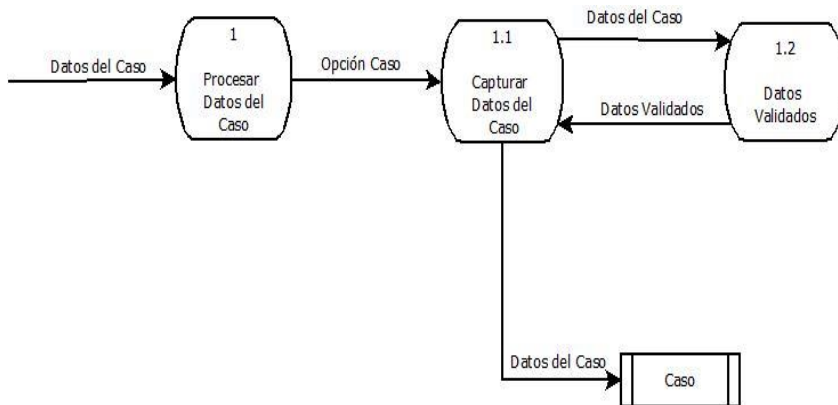 Datos del Caso
1
Procesar
Datos del
Caso
Opción Caso
1.1
Capturar
Datos del
Caso
Datos del Caso
Datos Validados
1.2
Datos
Validados
Datos del Caso
Caso